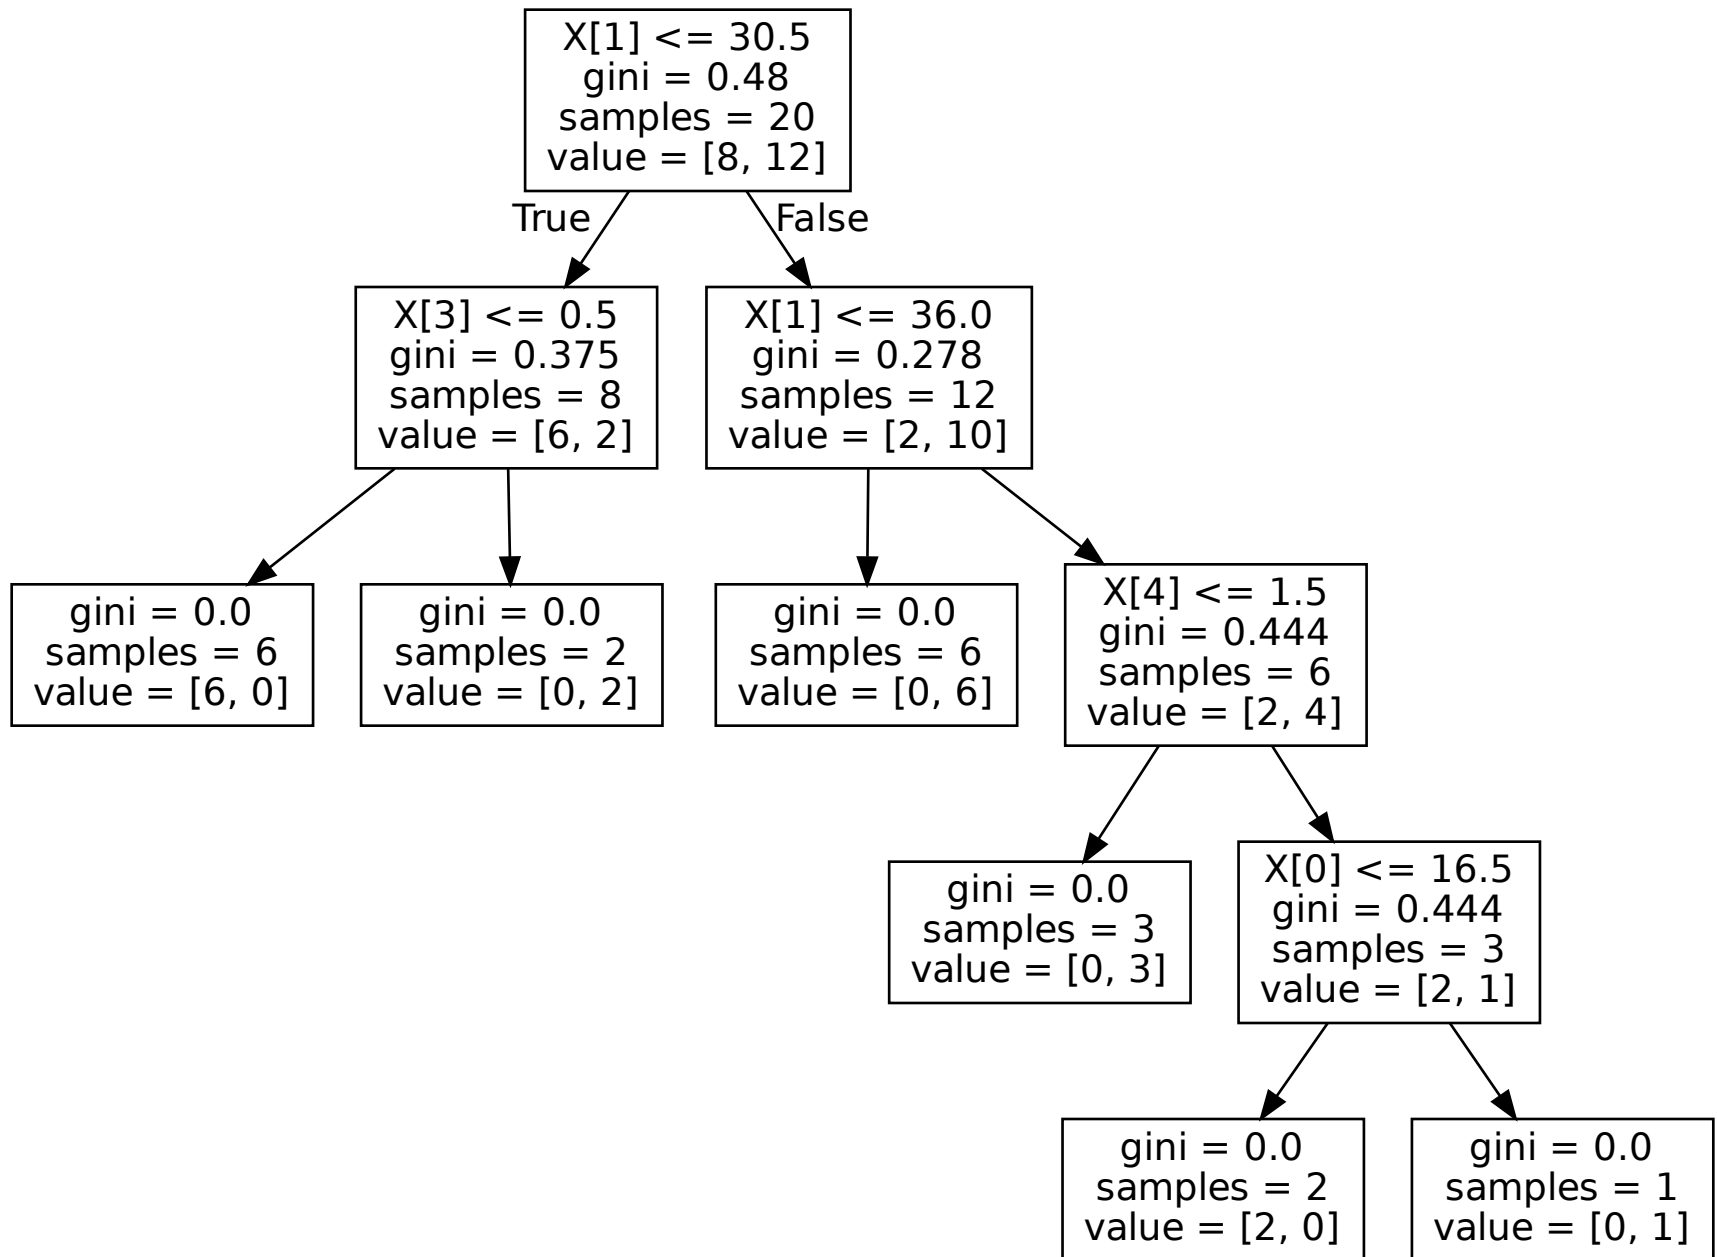 X[1] <= 30.5
gini = 0.48
samples = 20
value = [8, 12]
True
False
X[3] <= 0.5
gini = 0.375
samples = 8
value = [6, 2]
X[1] <= 36.0
gini = 0.278
samples = 12
value = [2, 10]
gini = 0.0
samples = 6
value = [6, 0]
gini = 0.0
samples = 2
value = [0, 2]
gini = 0.0
samples = 6
value = [0, 6]
X[4] <= 1.5
gini = 0.444
samples = 6
value = [2, 4]
gini = 0.0
samples = 3
value = [0, 3]
X[0] <= 16.5
gini = 0.444
samples = 3
value = [2, 1]
gini = 0.0
samples = 2
value = [2, 0]
gini = 0.0
samples = 1
value = [0, 1]